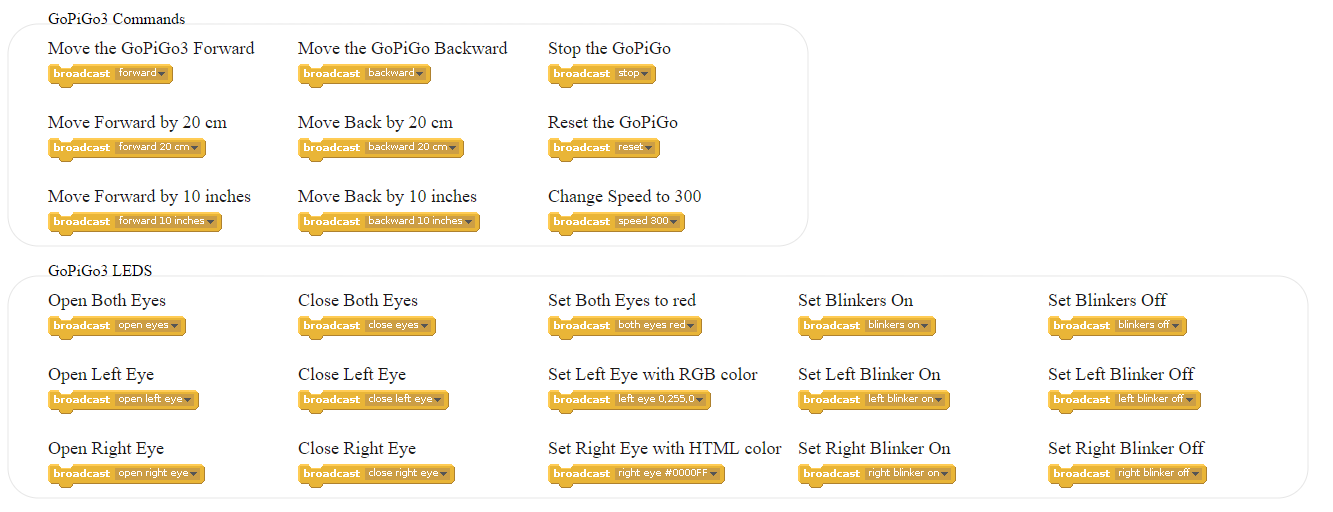 GoPiGo3 Commands
Move the GoPiGo3 Forward
Move the GoPiGo Backward
Stop the GoPiGo
broadcast forward
broadcast backward
broadcast stop
Move Forward by 20 cm
Move Back by 20 cm
Reset the GoPiGo
broadcast forward 20 cm
broadcast backward 20 cm
broadcast reset
Move Forward by 10 inches
Move Back by 10 inches
Change Speed to 300
broadcast forward 10 inches
broadcast backward 10 inches
broadcast speed 300
GoPiGo3 LEDS
Open Both Eyes
Close Both Eyes
Set Both Eyes to red
Set Blinkers On
Set Blinkers Off
broadcast open eyes
broadcast close eyes
broadcast both eyes red
broadcast blinkers on
broadcast blinkers off
Open Left Eye
Close Left Eye
Set Left Eye with RGB color
Set Left Blinker On
Set Left Blinker Off
broadcast open left eye
broadcast close left eye
broadcast left eye 0,255,0
broadcast left blinker on
broadcast left blinker off
Open Right Eye
Close Right Eye
Set Right Eye with HTML color
Set Right Blinker On
Set Right Blinker Off
broadcast open right eye
broadcast close right eye
broadcast right eye #0000FF
broadcast right blinker on
broadcast right blinker off